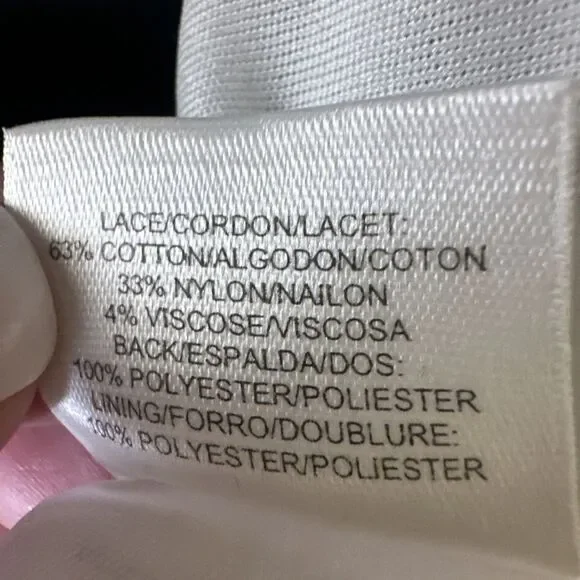 LACE/CORDON/LACET:
63% COTTON/ALGODON/COTON
33% NYLON/NAILON
4% VISCOSE/VISCOSA
BACK/ESPALDA/DOS:
100% POLYESTER/POLIESTER
LINING/FORRO/DOUBLURE:
100% POLYESTER/POLIESTER